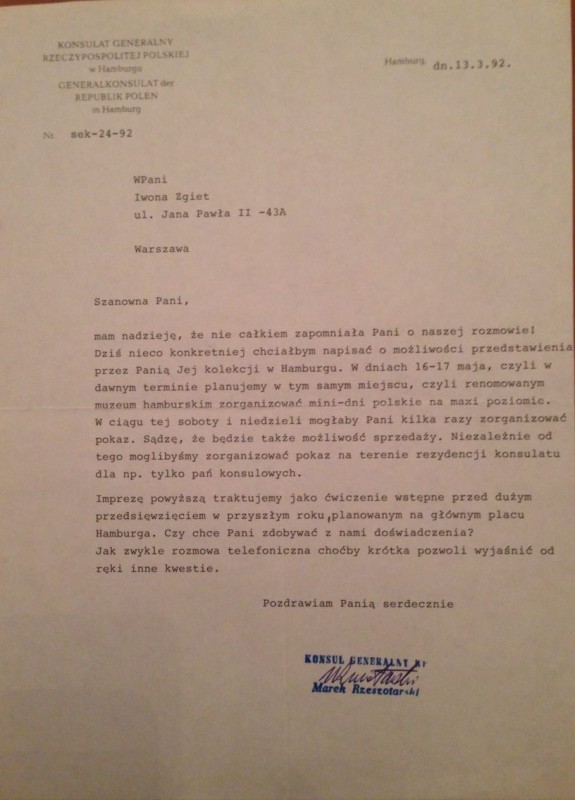 KONSULAT GENERALNY
RZECZYPOSPOLITEJ POLSKIEJ
w Hamburgu
GENERALKONSULAT der
REPUBLIK POLEN
in Hamburg
Hamburg, dn.13.3.92.
Nr. sek-24-92
WPani
Iwona Zgiet
ul. Jana Pawła II -43A
Warszawa
Szanowna Pani,
mam nadzieję, że nie całkiem zapomniała Pani o naszej rozmowie!
Dziś nieco konkretniej chciałbym napisać o możliwości przedstawienia
przez Panią Jej kolekcji w Hamburgu. W dniach 16-17 maja, czyli w
dawnym terminie planujemy w tym samym miejscu, czyli renomowanym
muzeum hamburskim zorganizować mini-dni polskie na maxi poziomie.
W ciągu tej soboty i niedzieli mogłaby Pani kilka razy zorganizować
pokaz. Sądzę, że będzie także możliwość sprzedaży. Niezależnie od
tego moglibyśmy zorganizować pokaz na terenie rezydencji konsulatu
dla np. tylko pań konsulowych.
Imprezę powyższą traktujemy jako ćwiczenie wstępne przed dużym
przedsięwzięciem w przyszłym roku,planowanym na głównym placu
Hamburga. Czy chce Pani zdobywać z nami doświadczenia?
Jak zwykle rozmowa telefoniczna choćby krótka pozwoli wyjaśnić od
ręki inne kwestie.
Pozdrawiam Panią serdecznie
KONSUL GENERALNY RP
Marek Rzeszotarski